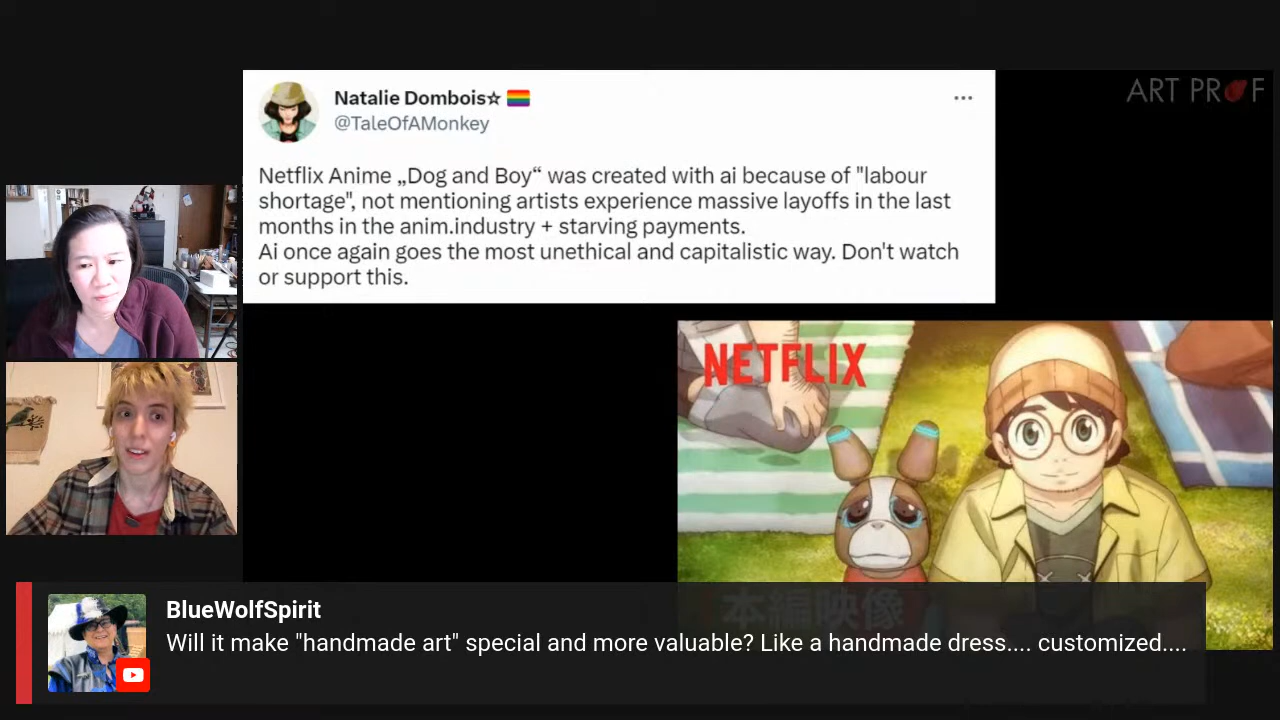 ART PROF
Natalie Dombois☆ 🏳️‍🌈
@TaleOfAMonkey
Netflix Anime „Dog and Boy“ was created with ai because of "labour
shortage", not mentioning artists experience massive layoffs in the last
months in the anim.industry + starving payments.
Ai once again goes the most unethical and capitalistic way. Don't watch
or support this.
NETFLIX
本編映像
BlueWolfSpirit
Will it make "handmade art" special and more valuable? Like a handmade dress.... customized....